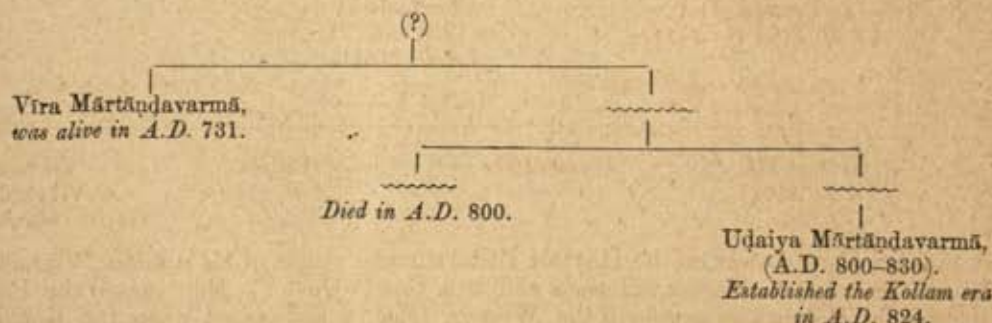 (?)
Vīra Mārtāṇḍavarmā,
was alive in A.D. 731.
Died in A.D. 800.
Uḍaiya Mārtāṇḍavarmā,
(A.D. 800–830).
Established the Kollam era
in A.D. 824.